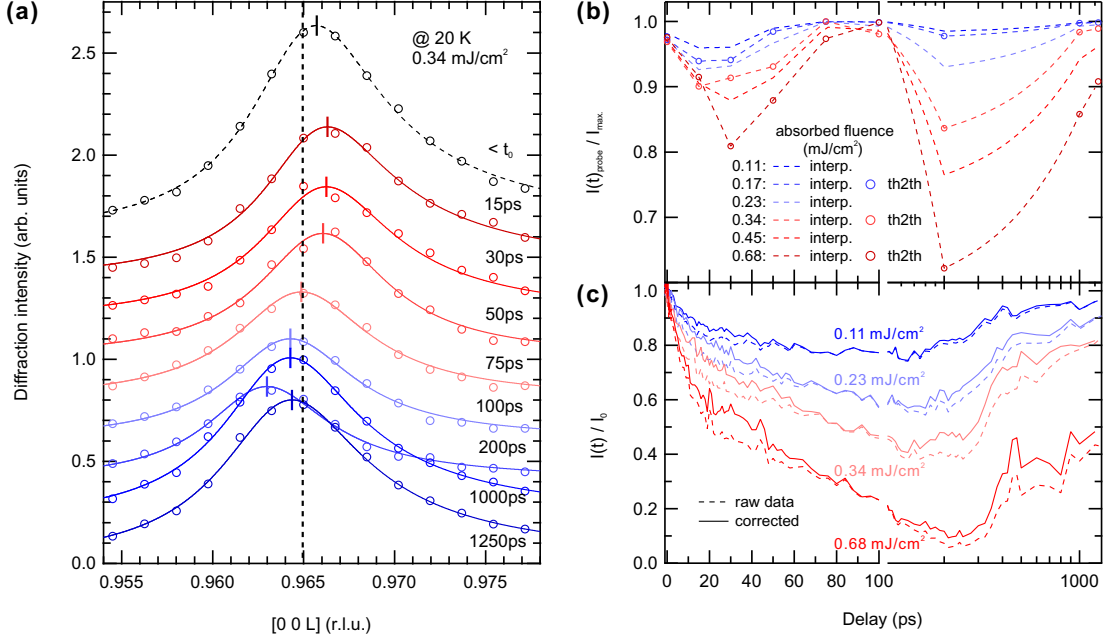 (a)
@ 20 K
0.34 mJ/cm²
< t₀
15ps
30ps
50ps
75ps
100ps
200ps
1000ps
1250ps
Diffraction intensity (arb. units)
2.5
2.0
1.5
1.0
0.5
0.0
0.955
0.960
0.965
0.970
0.975
[0 0 L] (r.l.u.)
(b)
I(t)probe / Imax.
1.0
0.9
0.8
0.7
0.6
absorbed fluence
(mJ/cm²)
0.11: interp.
0.17: interp. th2th
0.23: interp.
0.34: interp. th2th
0.45: interp.
0.68: interp. th2th
(c)
I(t) / I₀
1.0
0.8
0.6
0.4
0.2
0.0
0.11 mJ/cm²
0.23 mJ/cm²
0.34 mJ/cm²
0.68 mJ/cm²
raw data
corrected
0
20
40
60
80
100
1000
Delay (ps)